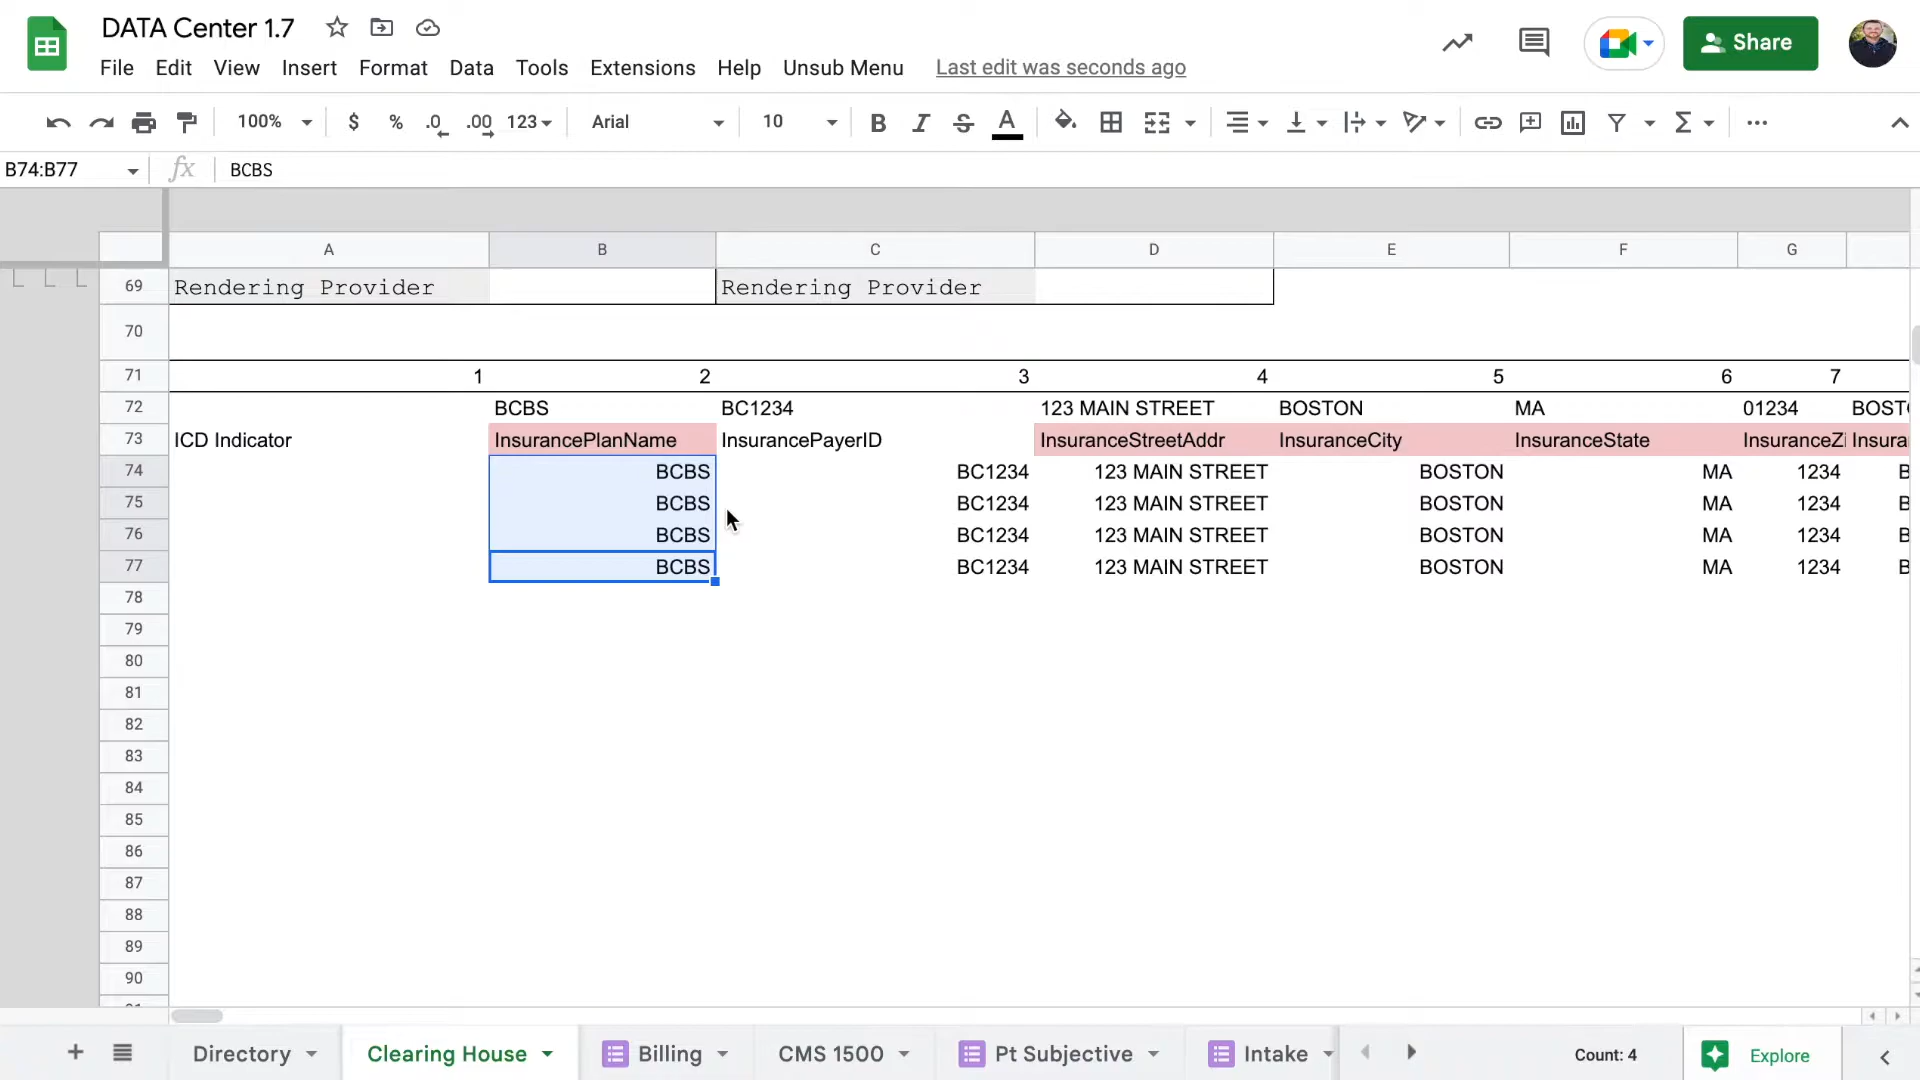 DATA Center 1.7
File Edit View Insert Format Data Tools Extensions Help Unsub Menu Last edit was seconds ago
Share
100% $ % .0 .00 123 Arial 10 B I S A
B74:B77 fx BCBS
A B C D E F G
69 Rendering Provider Rendering Provider
70
71 1 2 3 4 5 6 7
72 BCBS BC1234 123 MAIN STREET BOSTON MA 01234 BOST
73 ICD Indicator InsurancePlanName InsurancePayerID InsuranceStreetAddr InsuranceCity InsuranceState InsuranceZi Insura
74 BCBS BC1234 123 MAIN STREET BOSTON MA 1234 B
75 BCBS BC1234 123 MAIN STREET BOSTON MA 1234 B
76 BCBS BC1234 123 MAIN STREET BOSTON MA 1234 B
77 BCBS BC1234 123 MAIN STREET BOSTON MA 1234 B
78
79
80
81
82
83
84
85
86
87
88
89
90
Directory Clearing House Billing CMS 1500 Pt Subjective Intake Count: 4 Explore